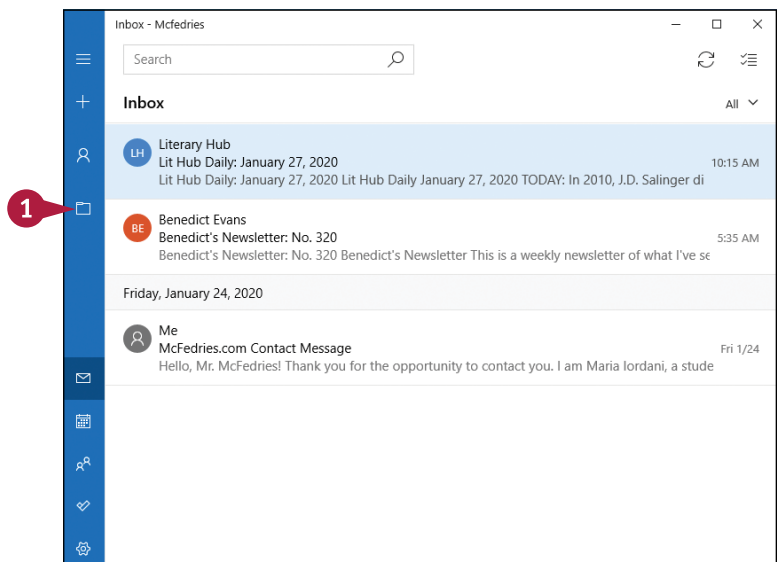 Inbox - Mcfedries
Search
Inbox
All
LH
Literary Hub
Lit Hub Daily: January 27, 2020
10:15 AM
Lit Hub Daily: January 27, 2020 Lit Hub Daily January 27, 2020 TODAY: In 2010, J.D. Salinger di
1
BE
Benedict Evans
Benedict's Newsletter: No. 320
5:35 AM
Benedict's Newsletter: No. 320 Benedict's Newsletter This is a weekly newsletter of what I've se
Friday, January 24, 2020
Me
McFedries.com Contact Message
Fri 1/24
Hello, Mr. McFedries! Thank you for the opportunity to contact you. I am Maria Iordani, a stude